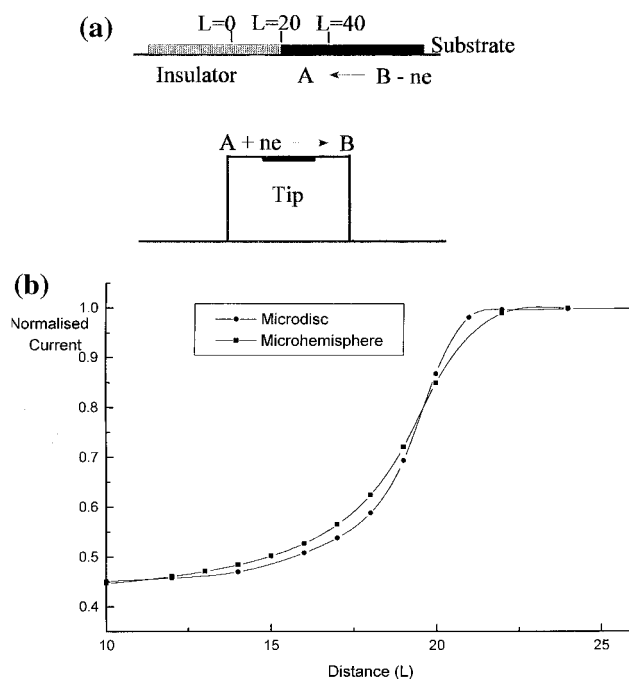 (a)
L=0 L=20 L=40
Substrate
Insulator A B - ne
A + ne B
Tip
(b)
Normalised
Current
1.0
0.9
0.8
0.7
0.6
0.5
0.4
Microdisc
Microhemisphere
10 15 20 25
Distance (L)